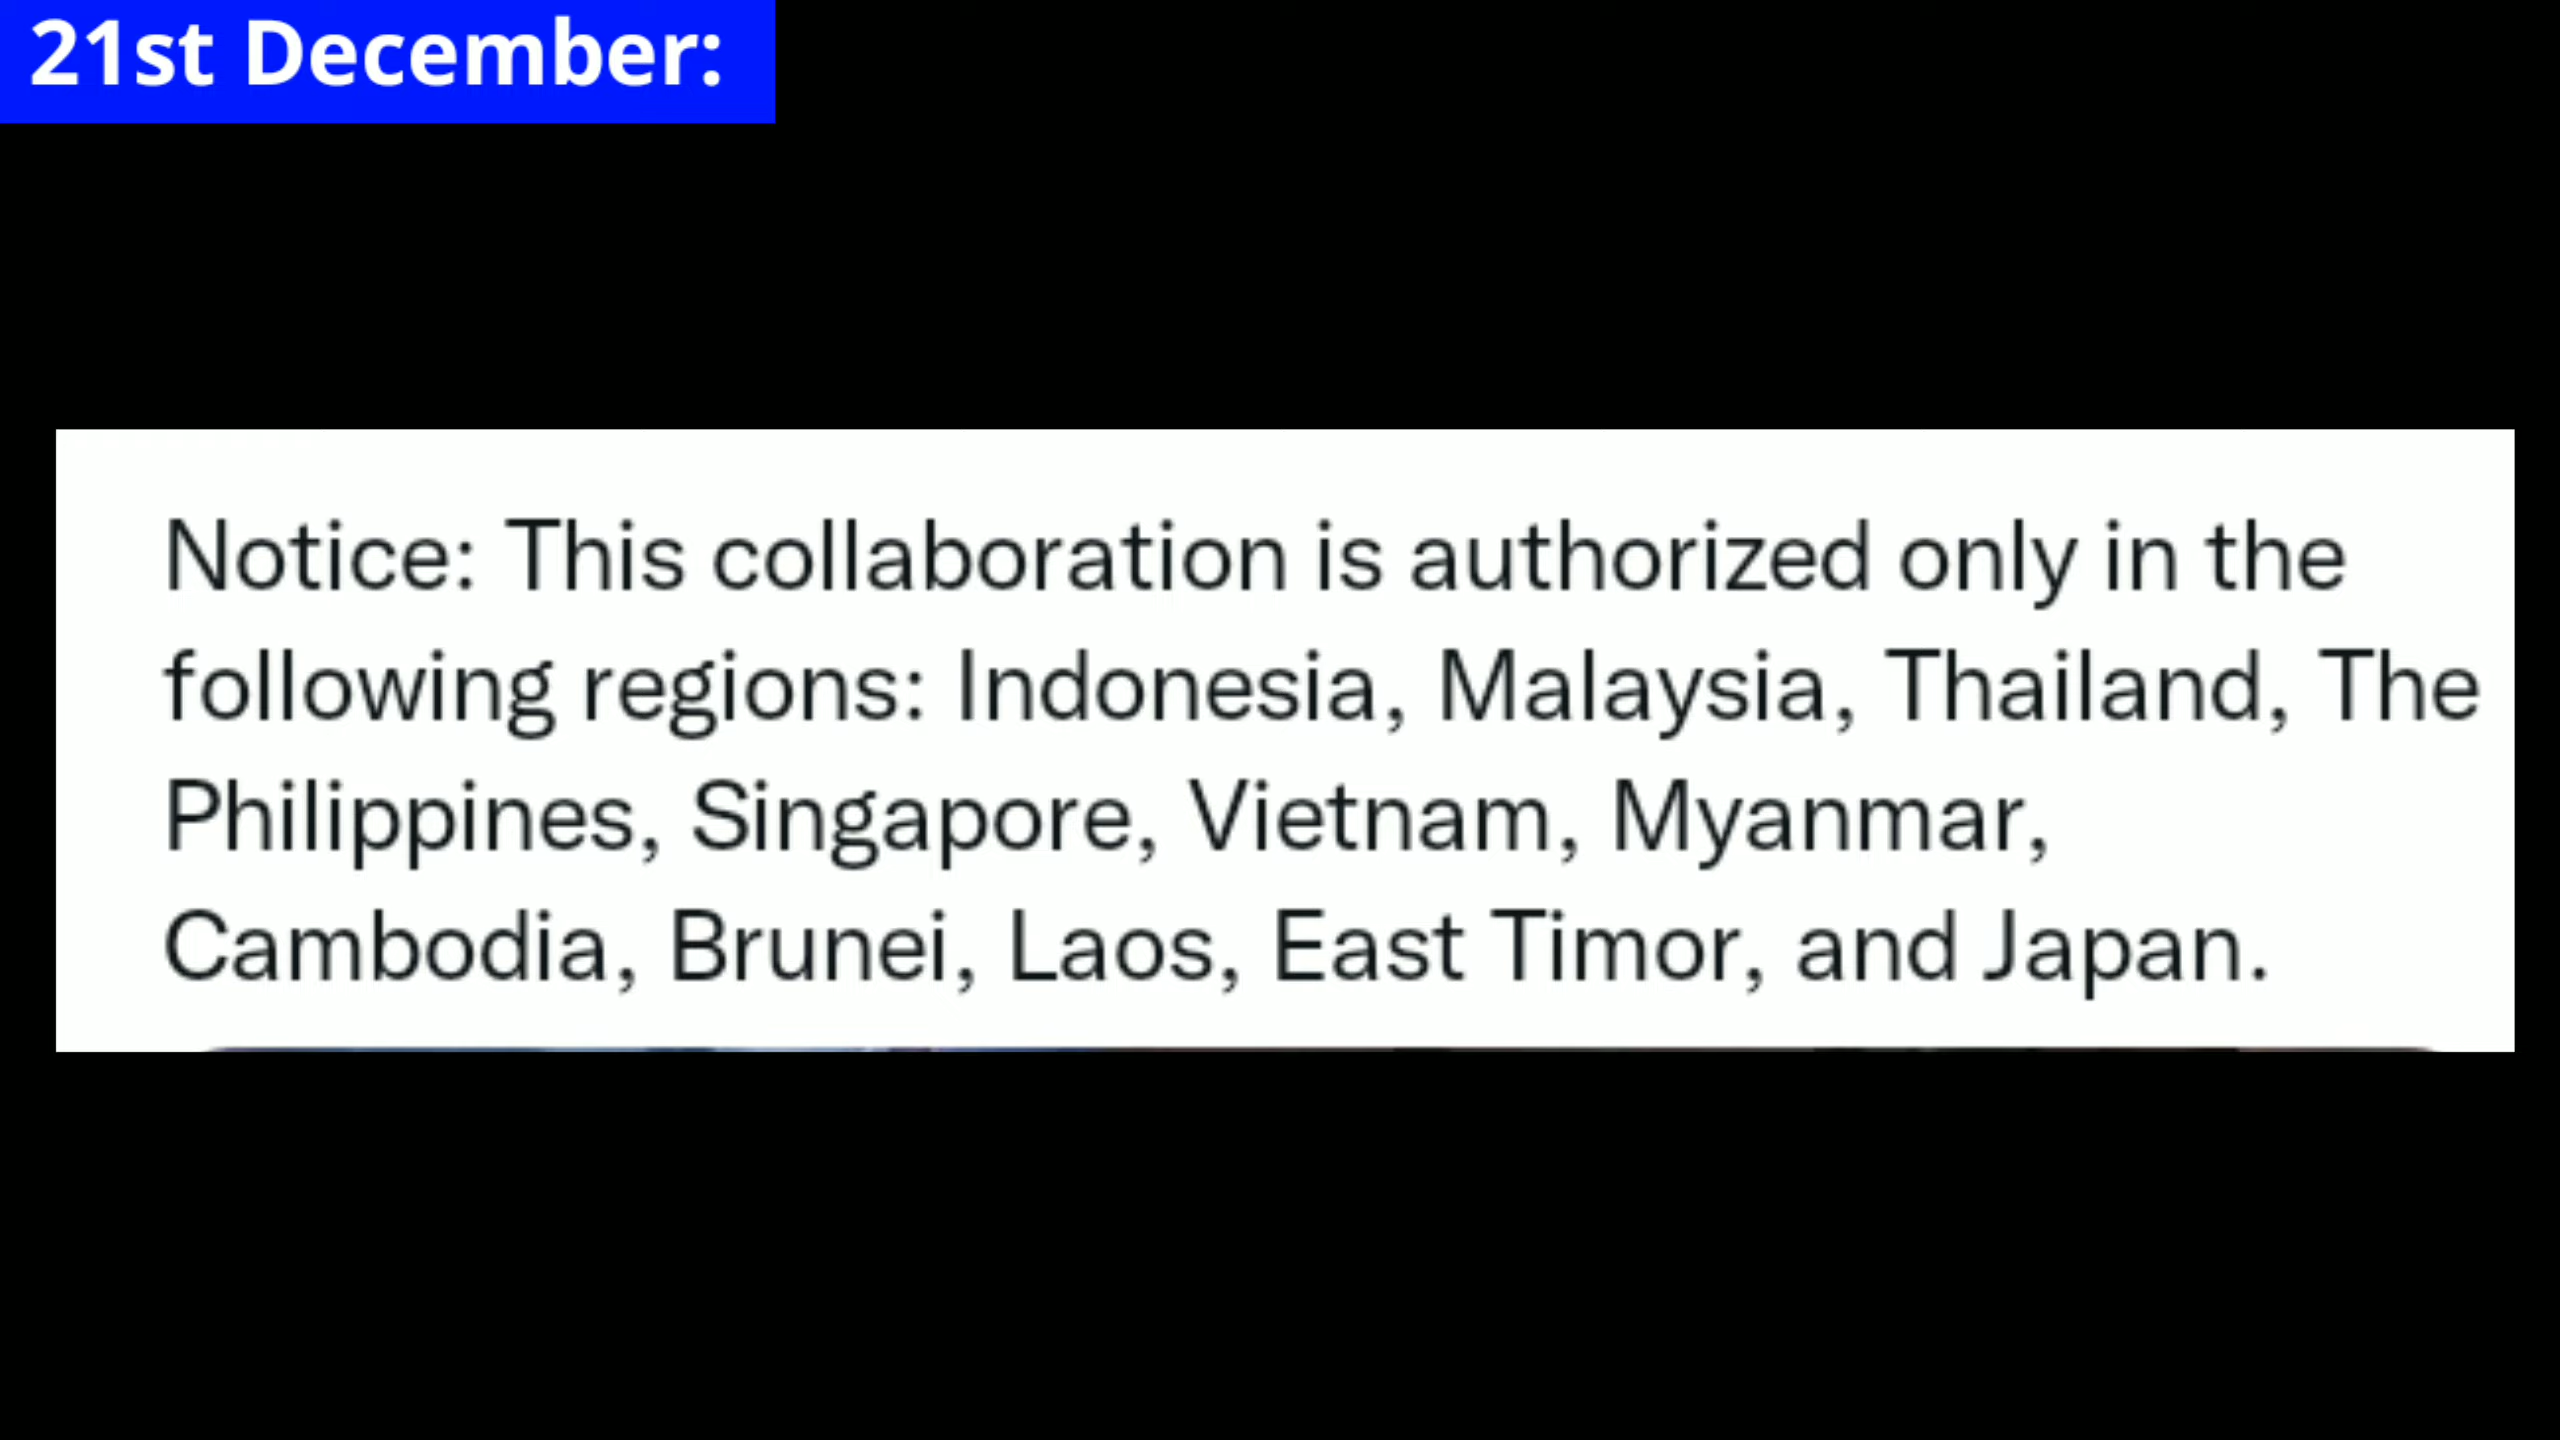 21st December:
Notice: This collaboration is authorized only in the
following regions: Indonesia, Malaysia, Thailand, The
Philippines, Singapore, Vietnam, Myanmar,
Cambodia, Brunei, Laos, East Timor, and Japan.